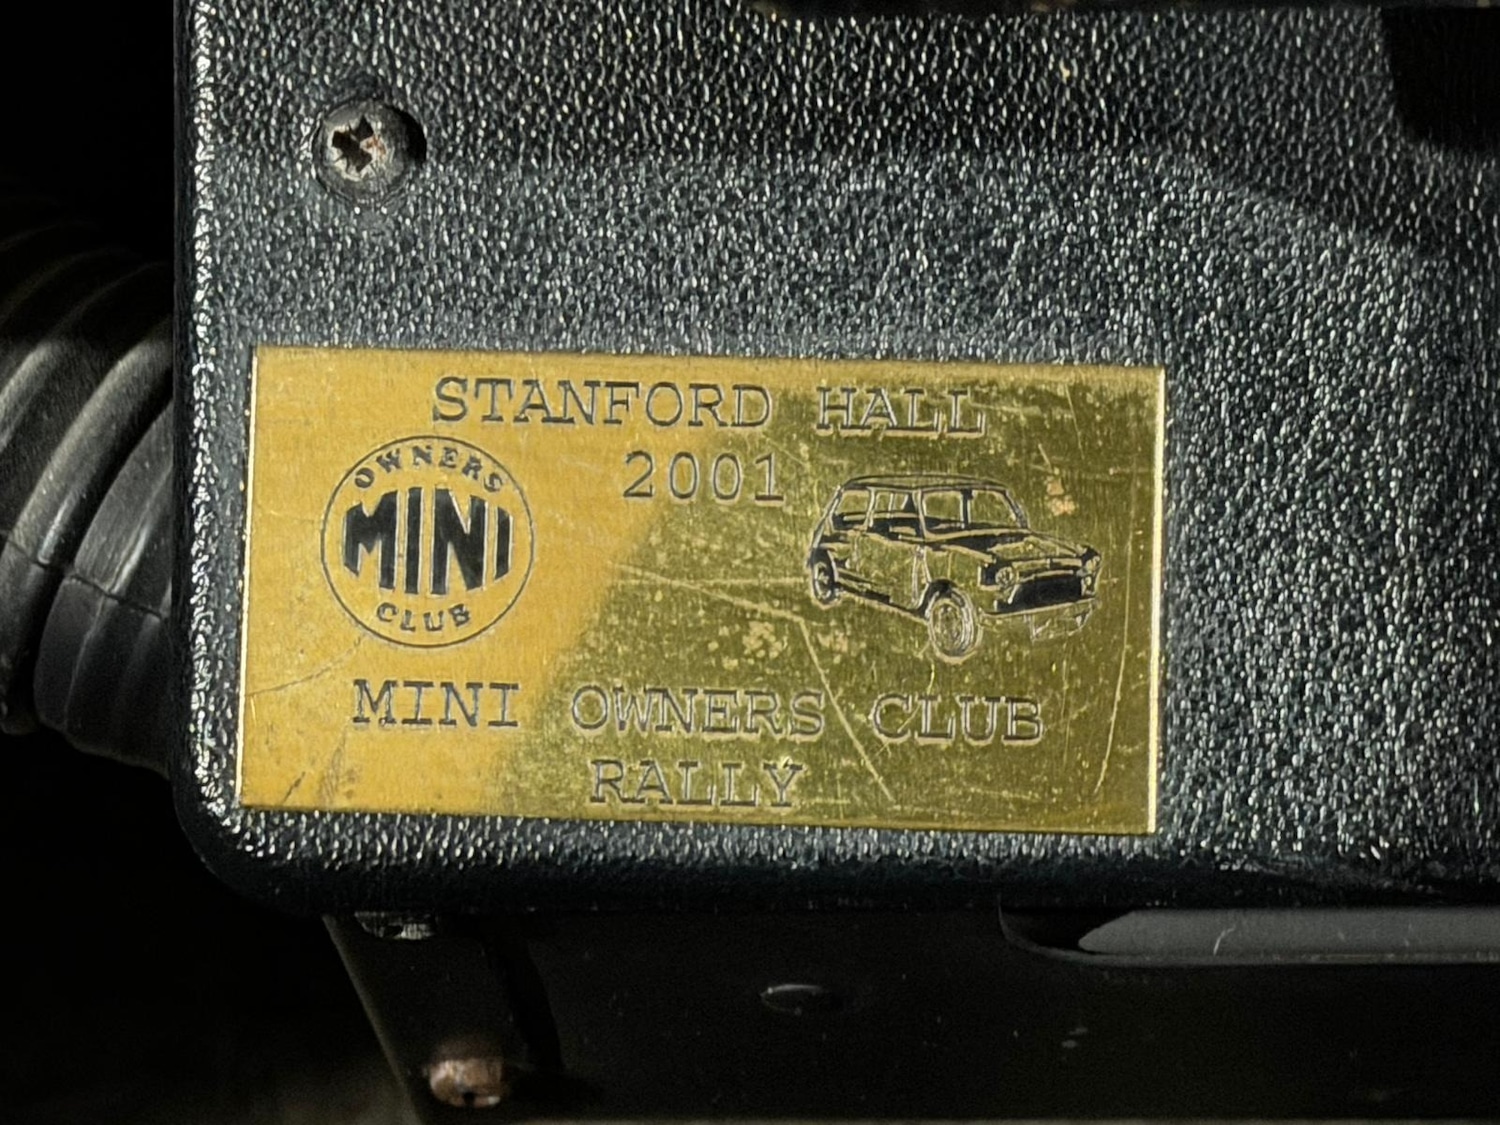 STANFORD HALL
2001
OWNERS
MINI
CLUB
MINI OWNERS CLUB
RALLY